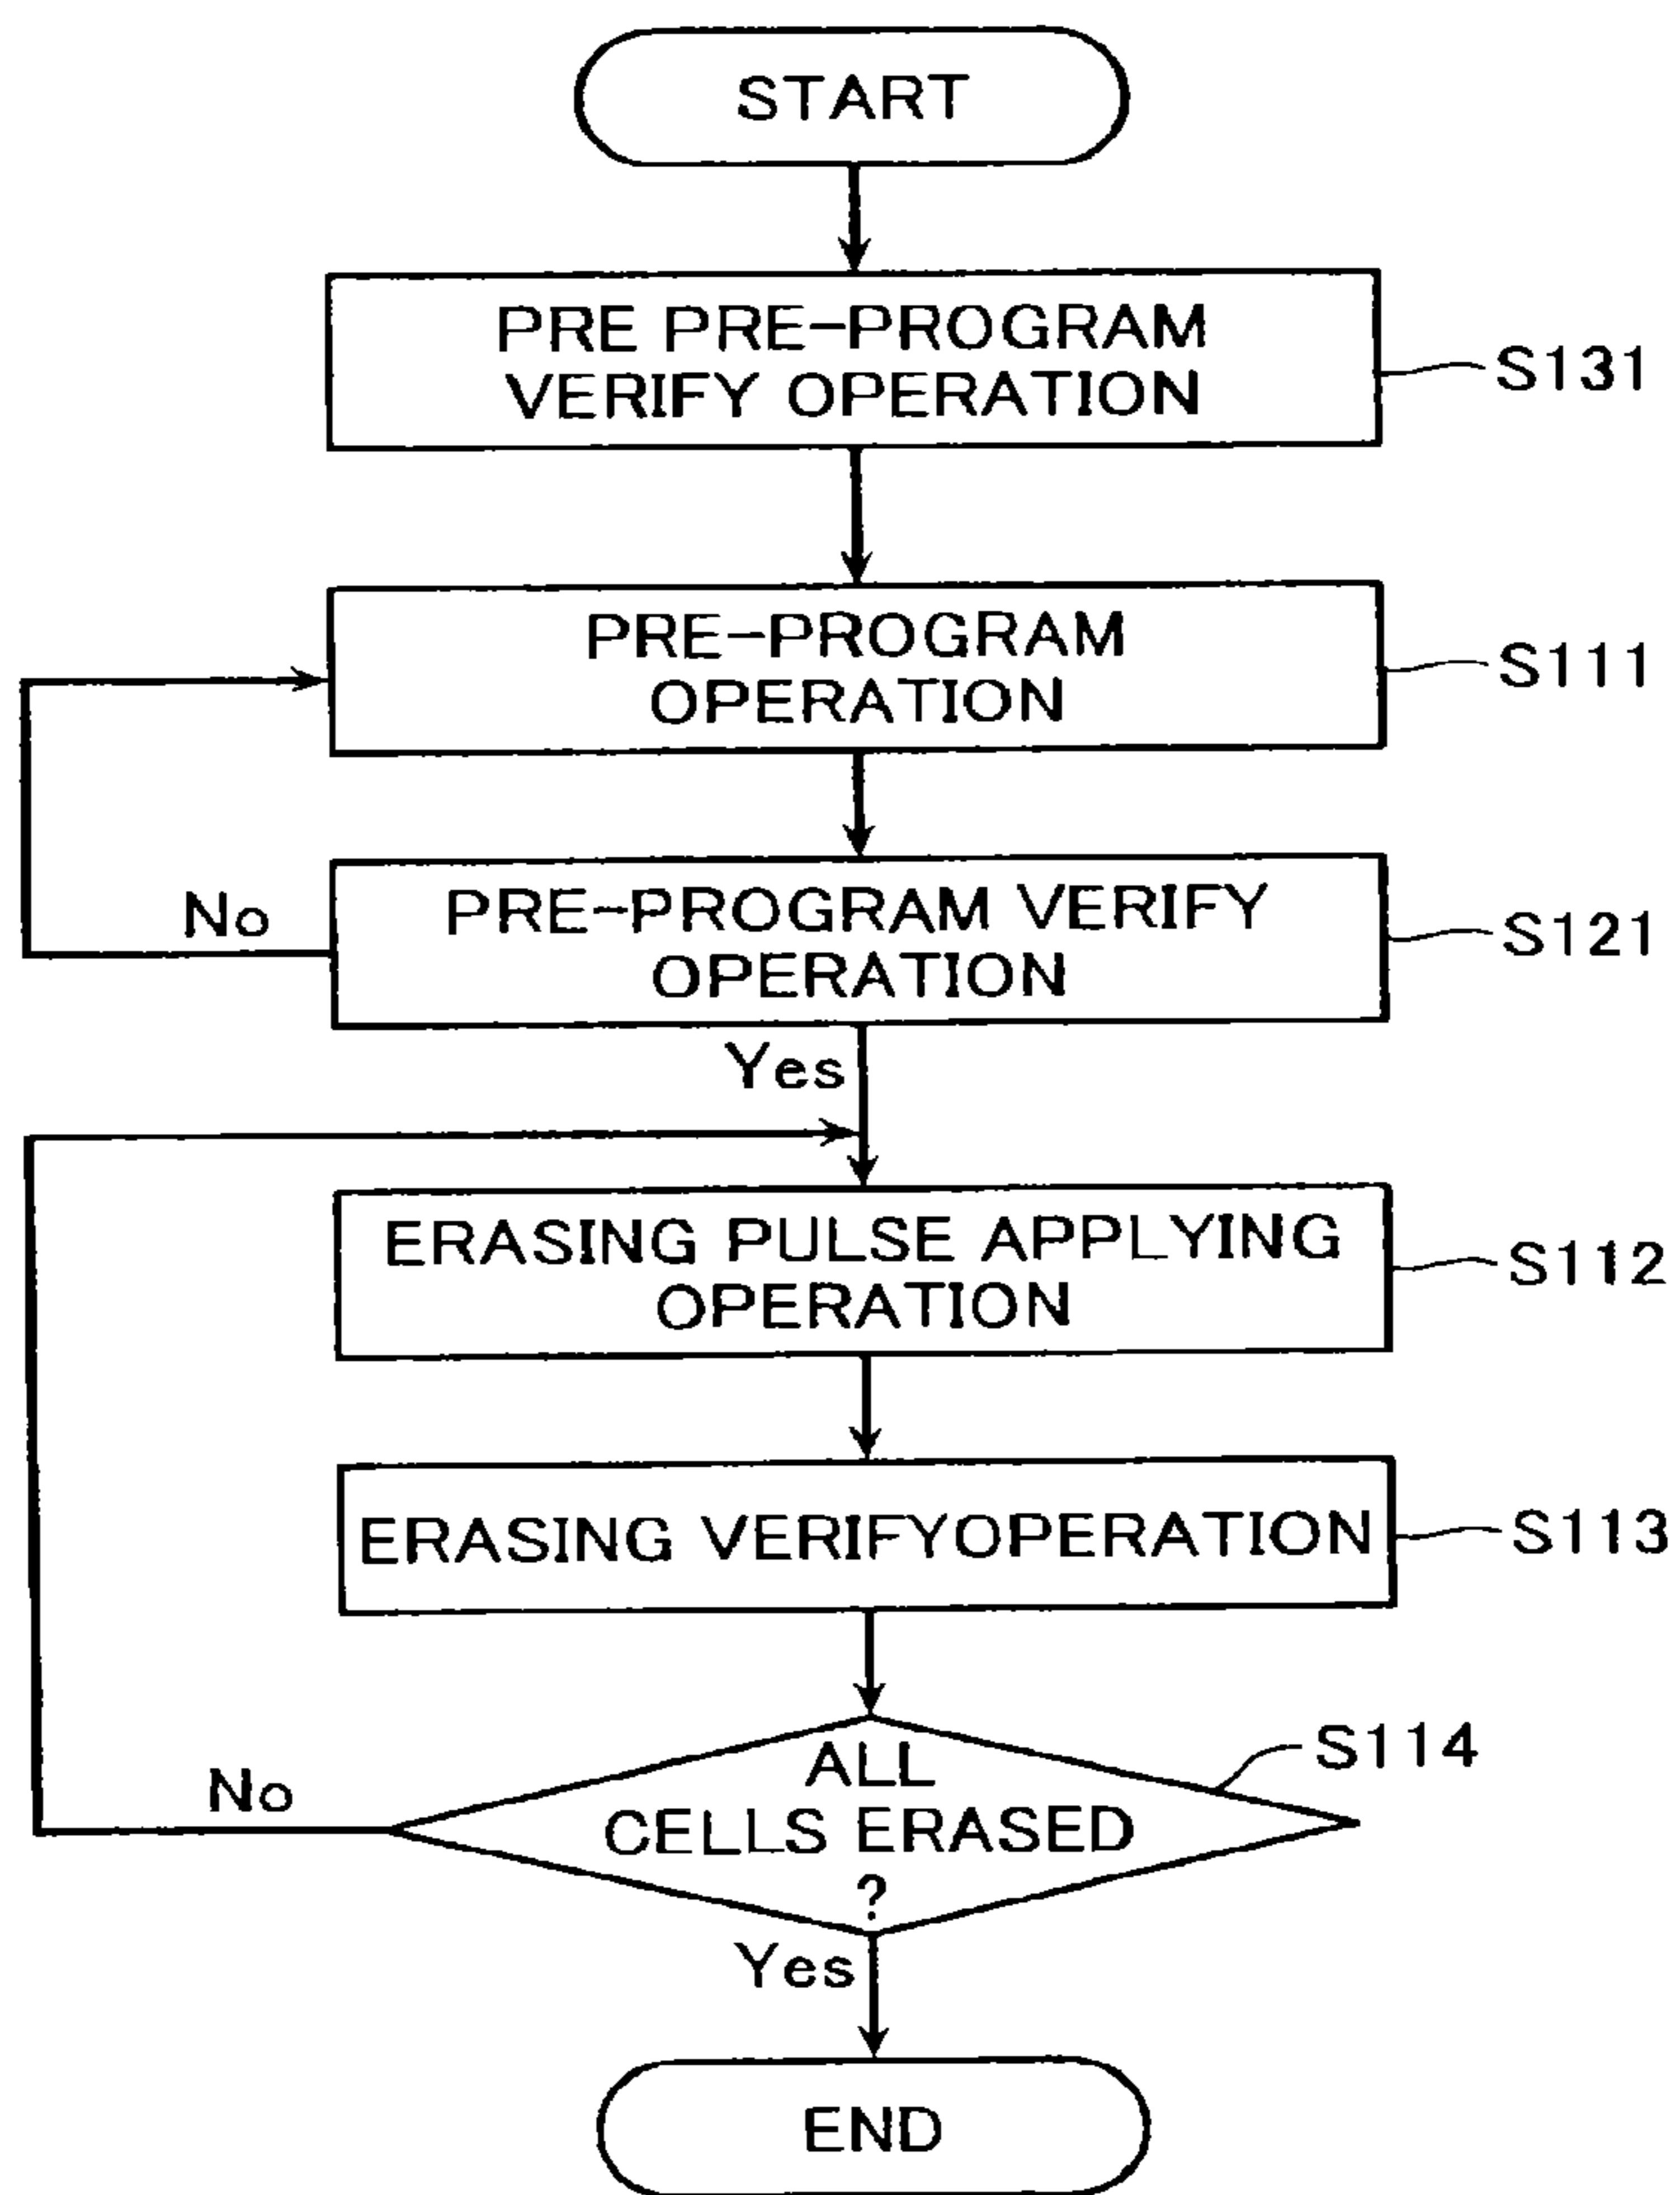 START
PRE PRE-PROGRAM
VERIFY OPERATION
S131
PRE-PROGRAM
OPERATION
S111
PRE-PROGRAM VERIFY
OPERATION
S121
No
Yes
ERASING PULSE APPLYING
OPERATION
S112
ERASING VERIFYOPERATION
S113
ALL
CELLS ERASED
?
S114
No
Yes
END